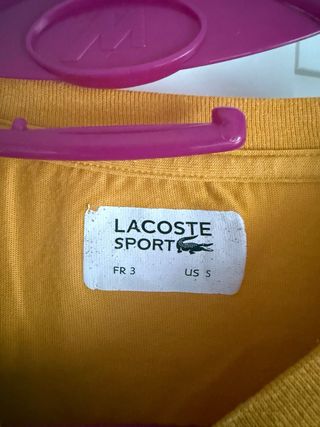 W
LACOSTE
SPORT
FR 3 US S